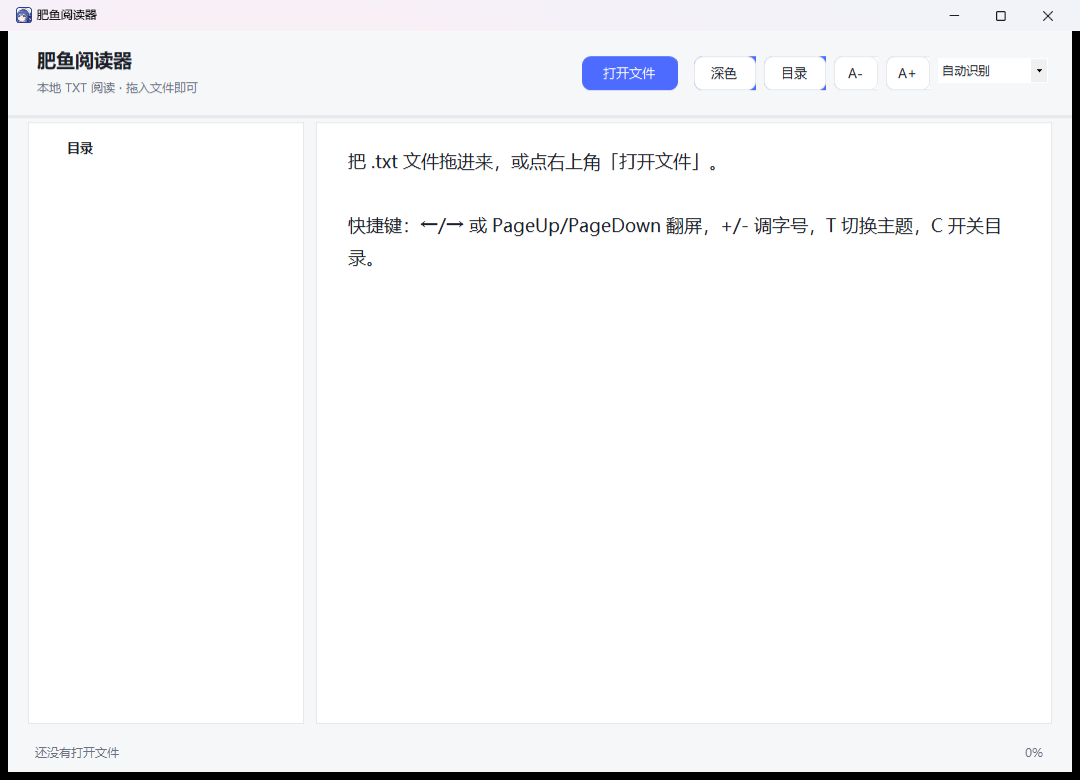 肥鱼阅读器
肥鱼阅读器
本地 TXT 阅读 · 拖入文件即可
打开文件
深色
目录
A-
A+
自动识别
目录
把 .txt 文件拖进来，或点右上角「打开文件」。
快捷键：←/→ 或 PageUp/PageDown 翻屏，+/- 调字号，T 切换主题，C 开关目
录。
还没有打开文件
0%